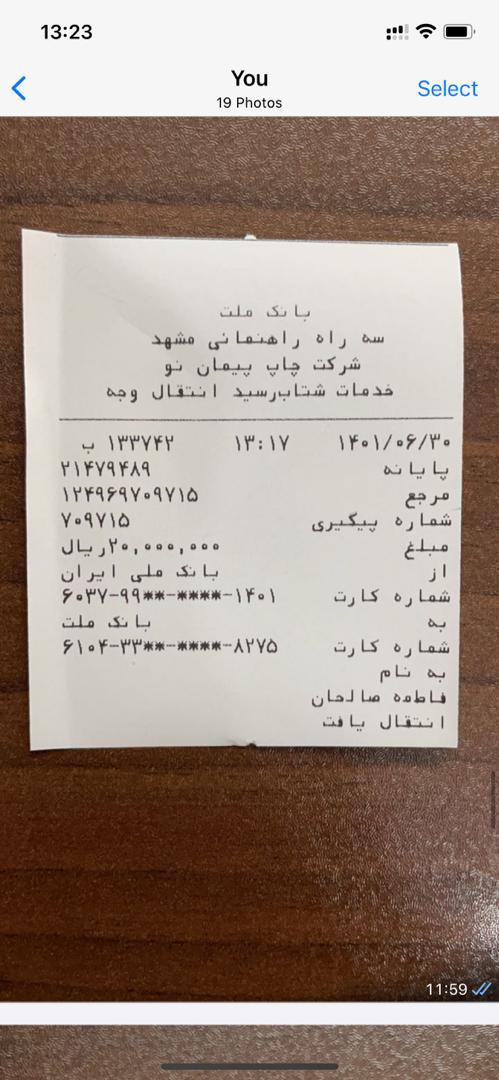 13:23
You
19 Photos
Select
بانک ملت
سه راه راهنمائی مشهد
شرکت چاپ پیمان نو
خدمات شتاب‌رسید انتقال وجه
۱۴۰۱/۰۶/۳۰ ۱۳:۱۷ ۱۳۳۷۴۲ ب
پایانه ۲۱۴۷۹۴۸۹
مرجع ۱۲۴۹۶۹۷۰۹۷۱۵
شماره پیگیری ۷۰۹۷۱۵
مبلغ ۲۰,۰۰۰,۰۰۰ریال
از بانک ملی ایران
شماره کارت ۶۰۳۷-۹۹**-****-۱۴۰۱
به بانک ملت
شماره کارت ۶۱۰۴-۳۳**-****-۸۲۷۵
به نام
فاطمه صالحان
انتقال یافت
11:59